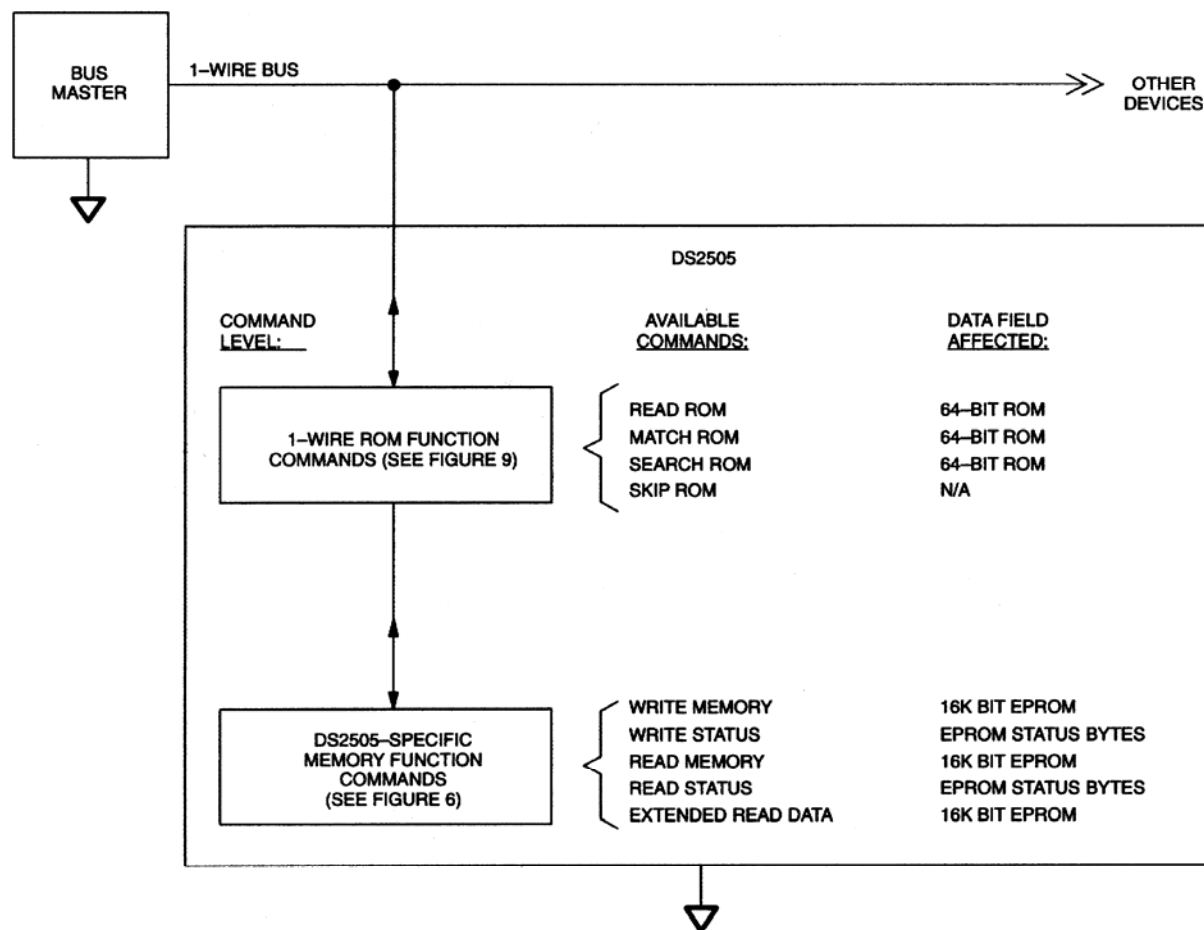 BUS
MASTER
1–WIRE BUS
OTHER
DEVICES
DS2505
COMMAND
LEVEL:
AVAILABLE
COMMANDS:
DATA FIELD
AFFECTED:
1–WIRE ROM FUNCTION
COMMANDS (SEE FIGURE 9)
READ ROM 64–BIT ROM
MATCH ROM 64–BIT ROM
SEARCH ROM 64–BIT ROM
SKIP ROM N/A
DS2505–SPECIFIC
MEMORY FUNCTION
COMMANDS
(SEE FIGURE 6)
WRITE MEMORY 16K BIT EPROM
WRITE STATUS EPROM STATUS BYTES
READ MEMORY 16K BIT EPROM
READ STATUS EPROM STATUS BYTES
EXTENDED READ DATA 16K BIT EPROM